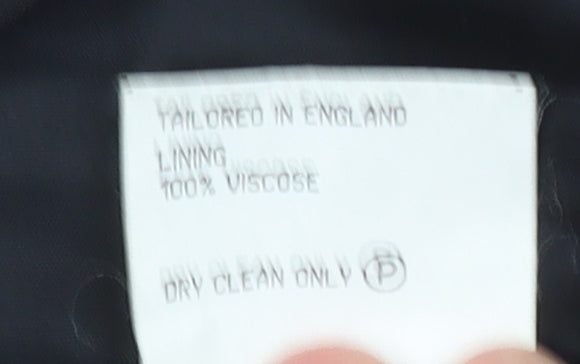 TAILORED IN ENGLAND
LINING
100% VISCOSE
DRY CLEAN ONLY Ⓟ